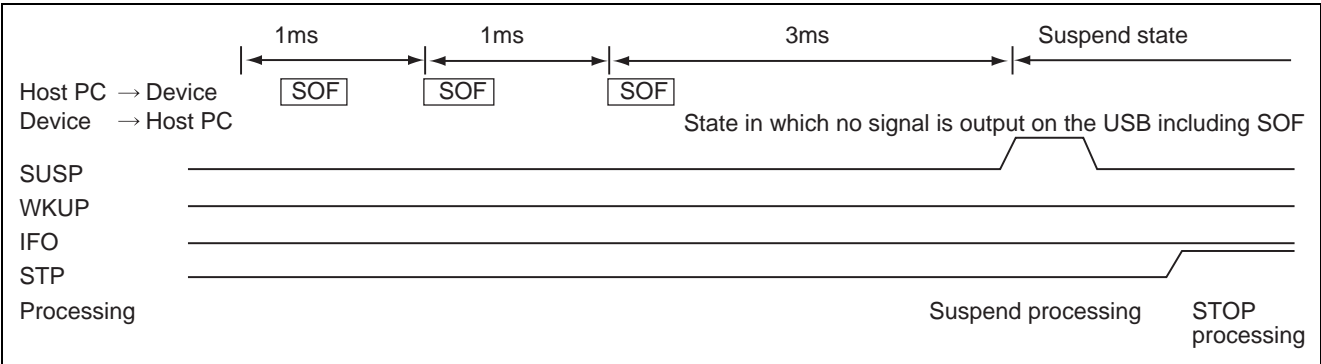 1ms 1ms 3ms Suspend state
Host PC → Device SOF SOF SOF
Device → Host PC State in which no signal is output on the USB including SOF
SUSP
WKUP
IFO
STP
Processing Suspend processing STOP
processing